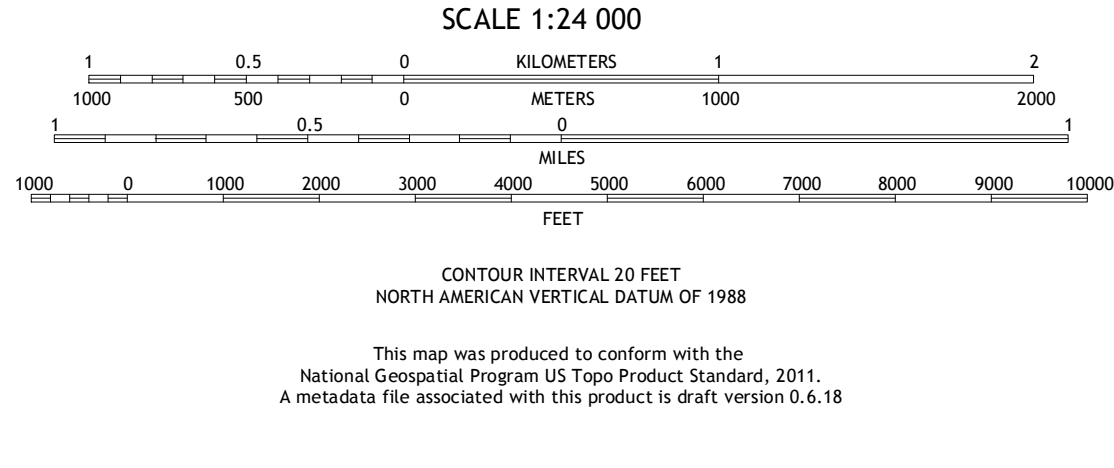 SCALE 1:24 000
1 0.5 0 KILOMETERS 1 2
1000 500 0 METERS 1000 2000
1 0.5 0 1
MILES
1000 0 1000 2000 3000 4000 5000 6000 7000 8000 9000 10000
FEET
CONTOUR INTERVAL 20 FEET
NORTH AMERICAN VERTICAL DATUM OF 1988
This map was produced to conform with the
National Geospatial Program US Topo Product Standard, 2011.
A metadata file associated with this product is draft version 0.6.18